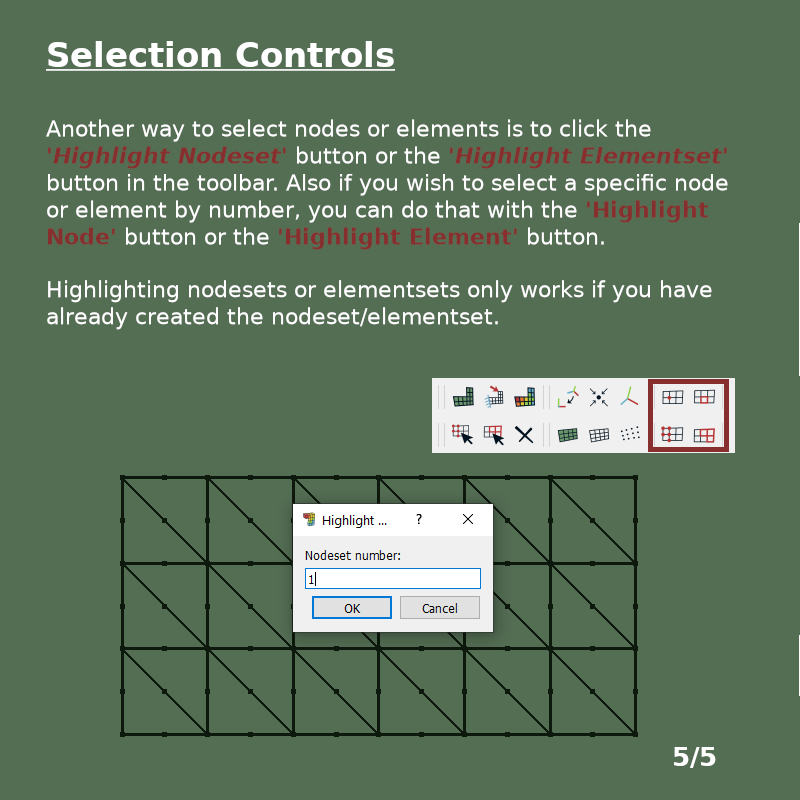 Selection Controls
Another way to select nodes or elements is to click the
'Highlight Nodeset' button or the 'Highlight Elementset'
button in the toolbar. Also if you wish to select a specific node
or element by number, you can do that with the 'Highlight
Node' button or the 'Highlight Element' button.
Highlighting nodesets or elementsets only works if you have
already created the nodeset/elementset.
Highlight ... ?
Nodeset number:
1
OK Cancel
5/5